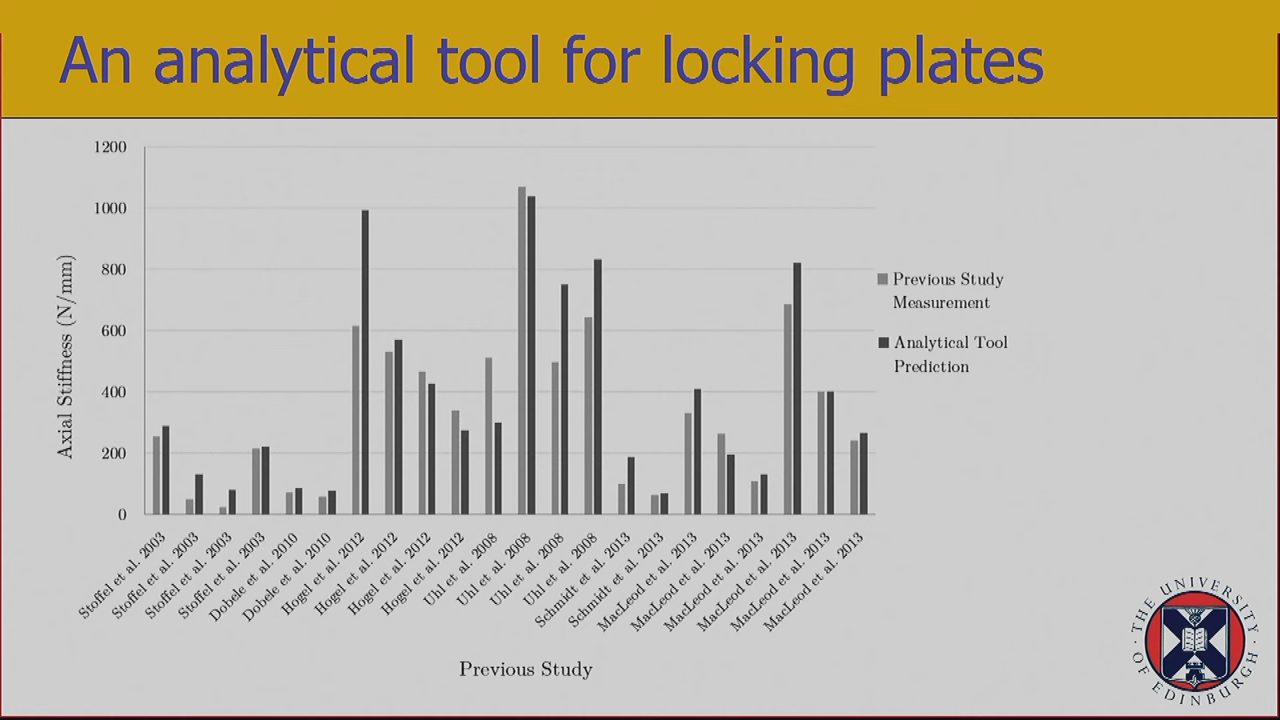 An analytical tool for locking plates
1200
1000
800
600
400
200
0
Axial Stiffness (N/mm)
Previous Study
Measurement
Analytical Tool
Prediction
Stoffel et al. 2003
Stoffel et al. 2003
Stoffel et al. 2003
Stoffel et al. 2003
Dobele et al. 2010
Dobele et al. 2010
Hogel et al. 2012
Hogel et al. 2012
Hogel et al. 2012
Hogel et al. 2012
Uhl et al. 2008
Uhl et al. 2008
Uhl et al. 2008
Uhl et al. 2008
Schmidt et al. 2013
Schmidt et al. 2013
MacLeod et al. 2013
MacLeod et al. 2013
MacLeod et al. 2013
MacLeod et al. 2013
MacLeod et al. 2013
MacLeod et al. 2013
Previous Study
THE UNIVERSITY
OF EDINBURGH